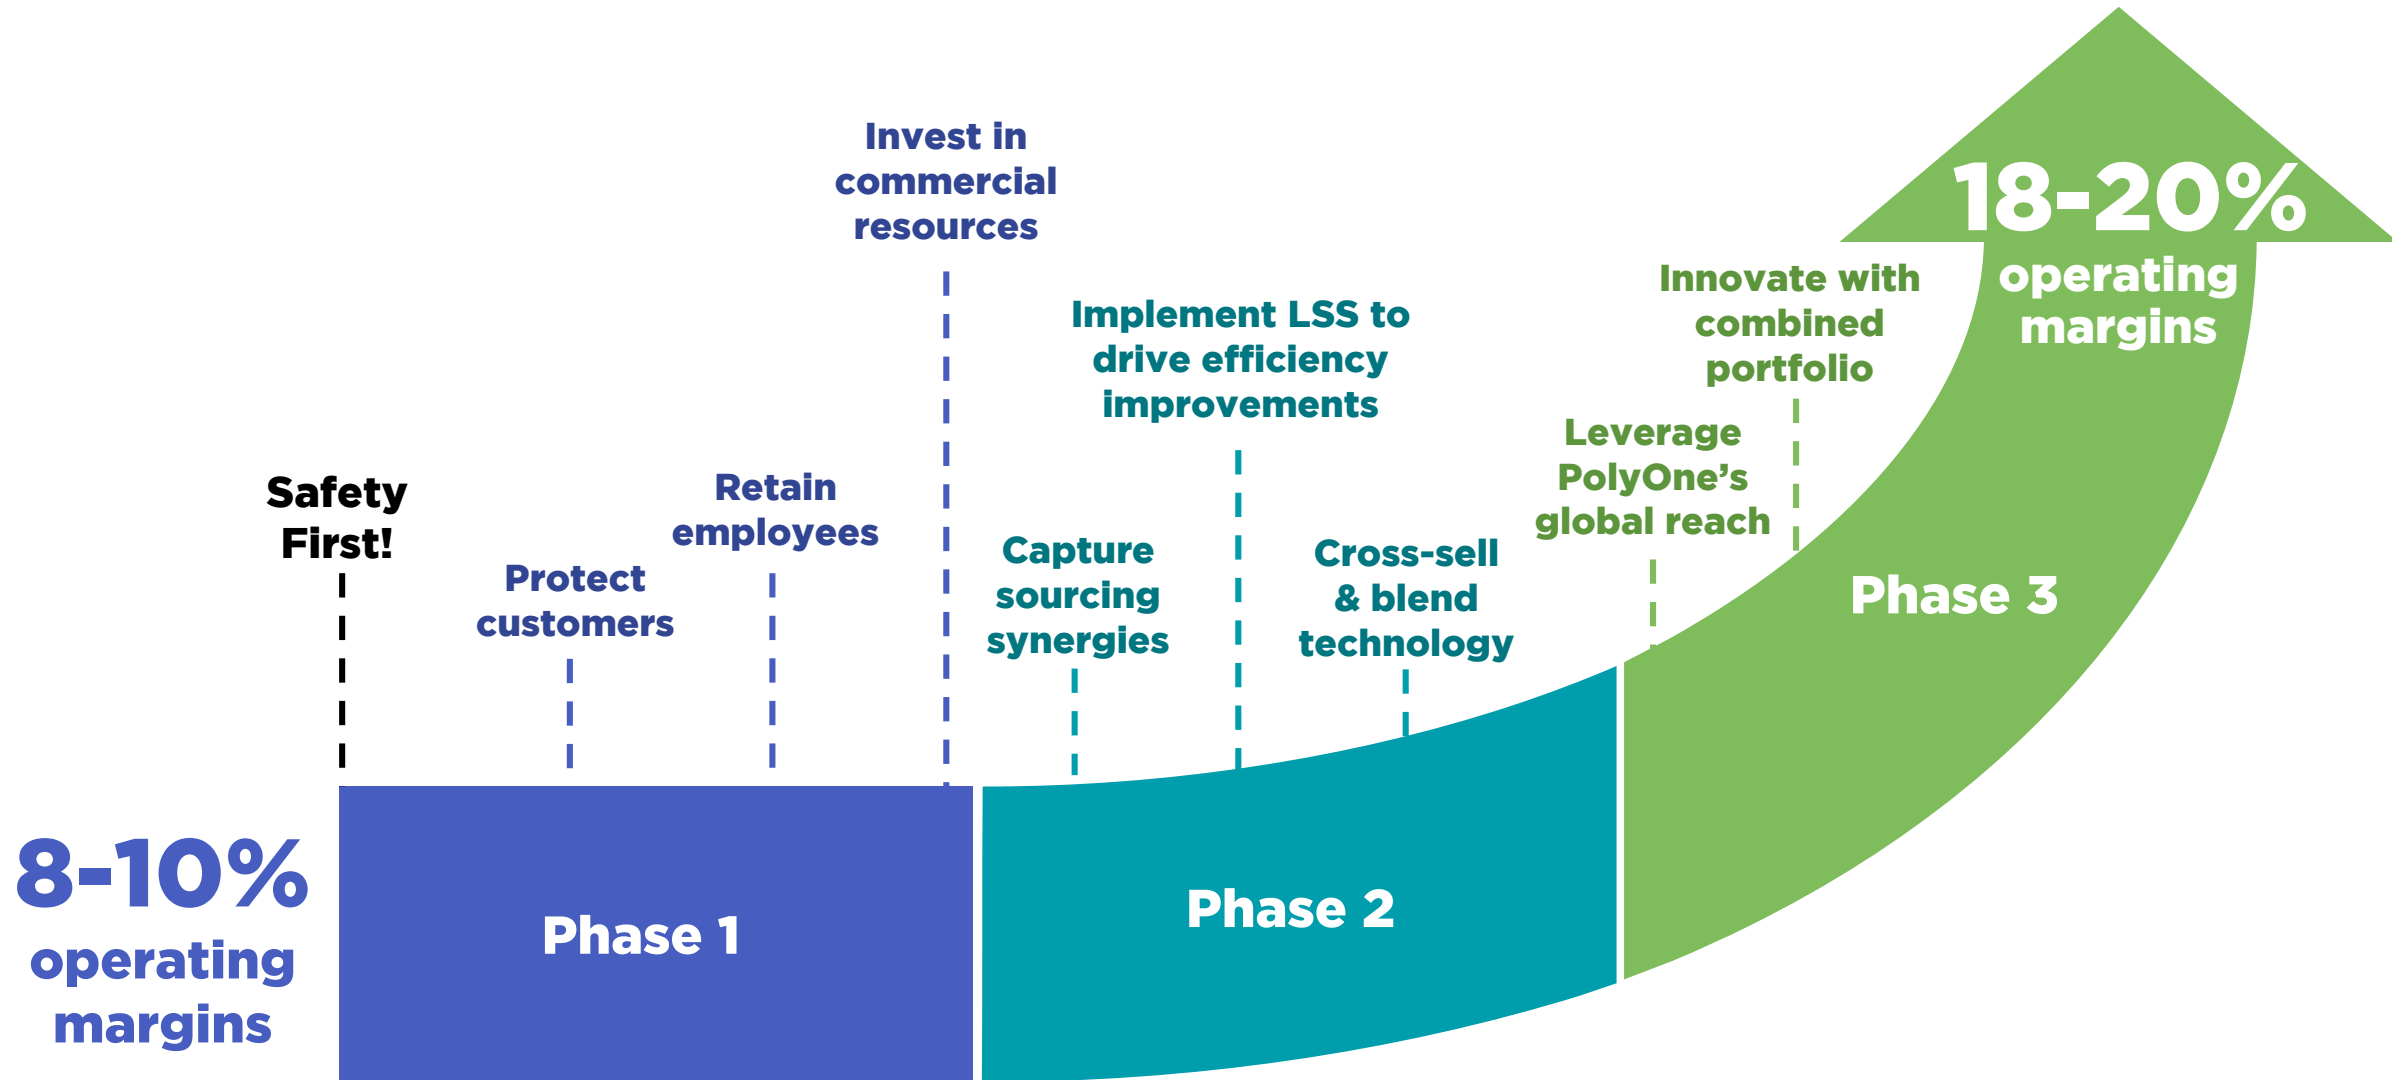 8-10%
operating
margins
Safety
First!
Protect
customers
Retain
employees
Invest in
commercial
resources
Phase 1
Capture
sourcing
synergies
Implement LSS to
drive efficiency
improvements
Cross-sell
& blend
technology
Phase 2
Leverage
PolyOne’s
global reach
Innovate with
combined
portfolio
Phase 3
18-20%
operating
margins